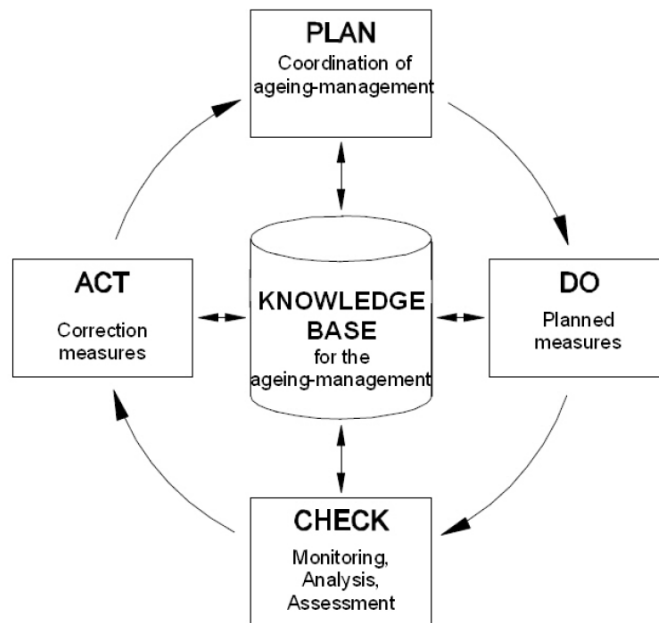 PLAN
Coordination of
ageing-management
ACT
Correction
measures
KNOWLEDGE
BASE
for the
ageing-management
DO
Planned
measures
CHECK
Monitoring,
Analysis,
Assessment